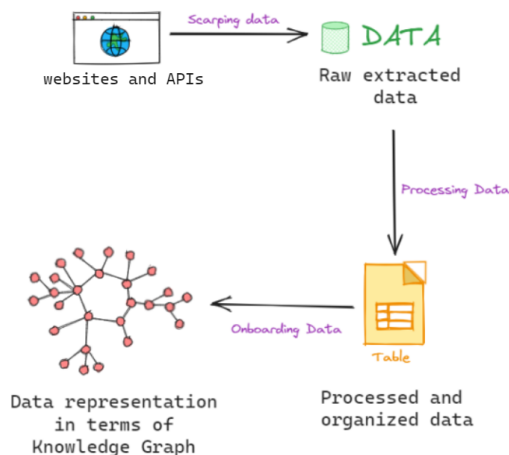 Scarping data
DATA
websites and APIs
Raw extracted
data
Processing Data
Onboarding Data
Table
Data representation
in terms of
Knowledge Graph
Processed and
organized data